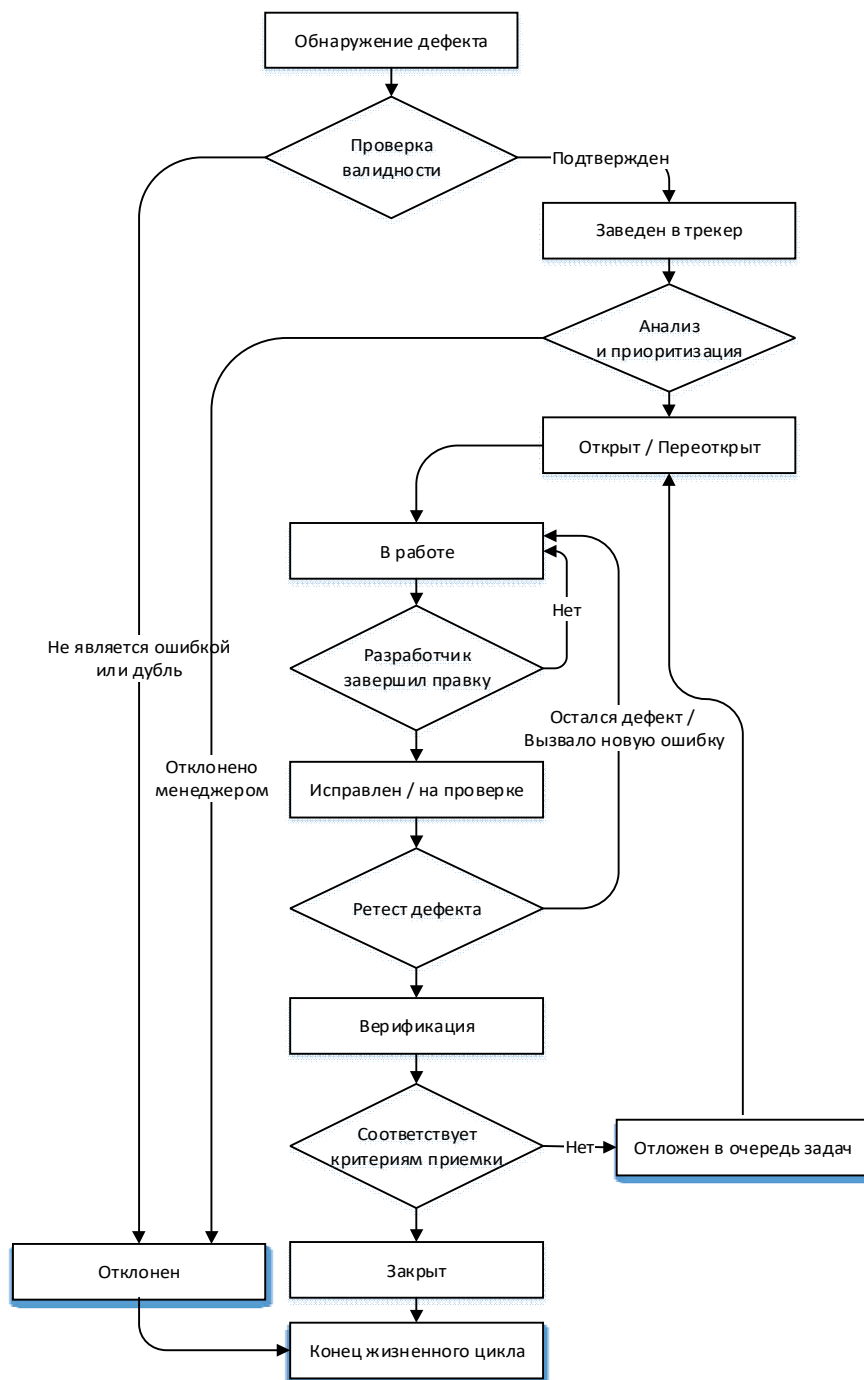 Обнаружение дефекта
Проверка
валидности
Подтвержден
Заведен в трекер
Анализ
и приоритизация
Открыт / Переоткрыт
В работе
Нет
Не является ошибкой
или дубль
Разработчик
завершил правку
Остался дефект /
Вызвало новую ошибку
Отклонено
менеджером
Исправлен / на проверке
Ретест дефекта
Верификация
Соответствует
критериям приемки
Нет
Отложен в очередь задач
Отклонен
Закрыт
Конец жизненного цикла